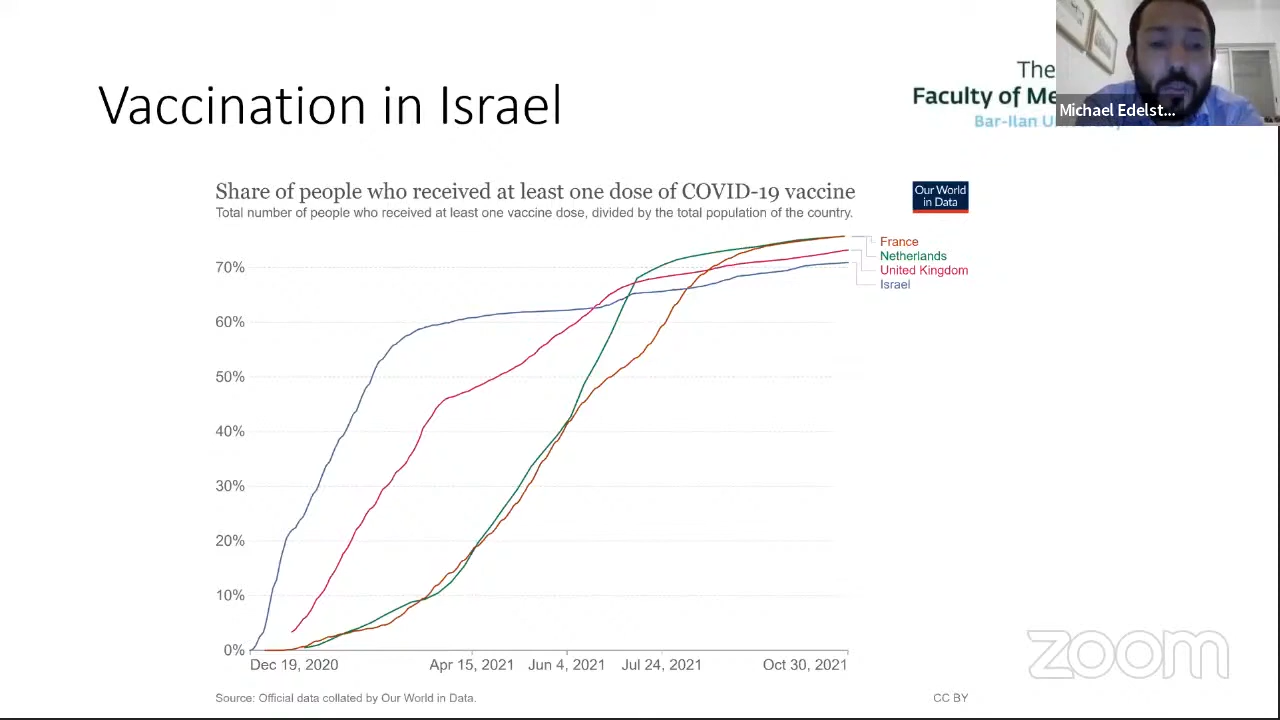 Vaccination in Israel
The
Faculty of Me
Bar-Ilan U
Michael Edelst...
Share of people who received at least one dose of COVID-19 vaccine
Total number of people who received at least one vaccine dose, divided by the total population of the country.
Our World
in Data
France
Netherlands
United Kingdom
Israel
70%
60%
50%
40%
30%
20%
10%
0%
Dec 19, 2020 Apr 15, 2021 Jun 4, 2021 Jul 24, 2021 Oct 30, 2021
Source: Official data collated by Our World in Data. CC BY
zoom